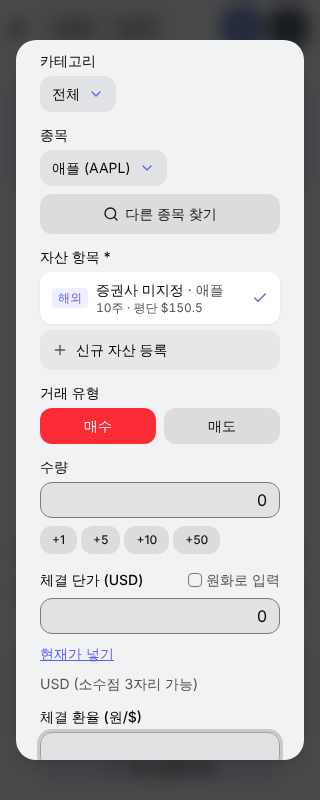 카테고리
전체
종목
애플 (AAPL)
다른 종목 찾기
자산 항목 *
해외
증권사 미지정 · 애플
10주 · 평단 $150.5
신규 자산 등록
거래 유형
매수
매도
수량
0
+1
+5
+10
+50
체결 단가 (USD)
원화로 입력
0
현재가 넣기
USD (소수점 3자리 가능)
체결 환율 (원/$)